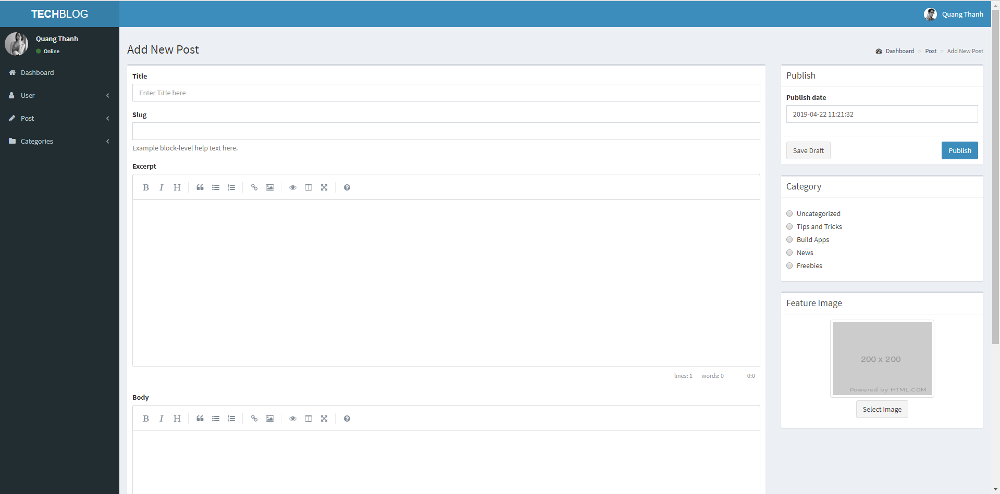 TECHBLOG
Quang Thanh
Quang Thanh
Online
Dashboard
User
Post
Categories
Add New Post
Dashboard > Post > Add New Post
Title
Enter Title here
Slug
Example block-level help text here.
Excerpt
B I H
lines: 1 words: 0 0:0
Body
B I H
Publish
Publish date
2019-04-22 11:21:32
Save Draft Publish
Category
Uncategorized
Tips and Tricks
Build Apps
News
Freebies
Feature Image
200 x 200
Powered by HTML.COM
Select image